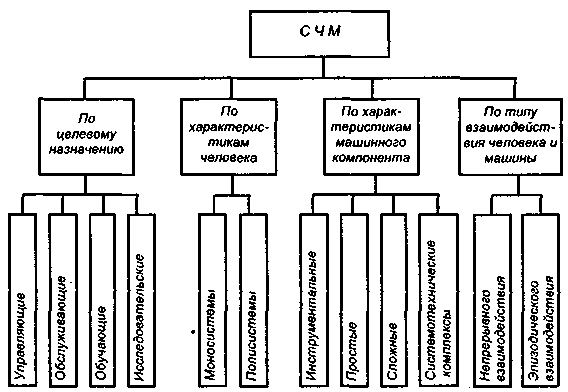 С Ч М
По
целевому
назначению
По
характерис-
тикам
человека
По харак-
теристикам
машинного
компонента
По типу
взаимодейст-
вия человека и
машины
Управляющие
Обслуживающие
Обучающие
Исследовательские
Моносистемы
Полисистемы
Инструментальные
Простые
Сложные
Системотехнические
комплексы
Непрерывного
взаимодействия
Эпизодического
взаимодействия